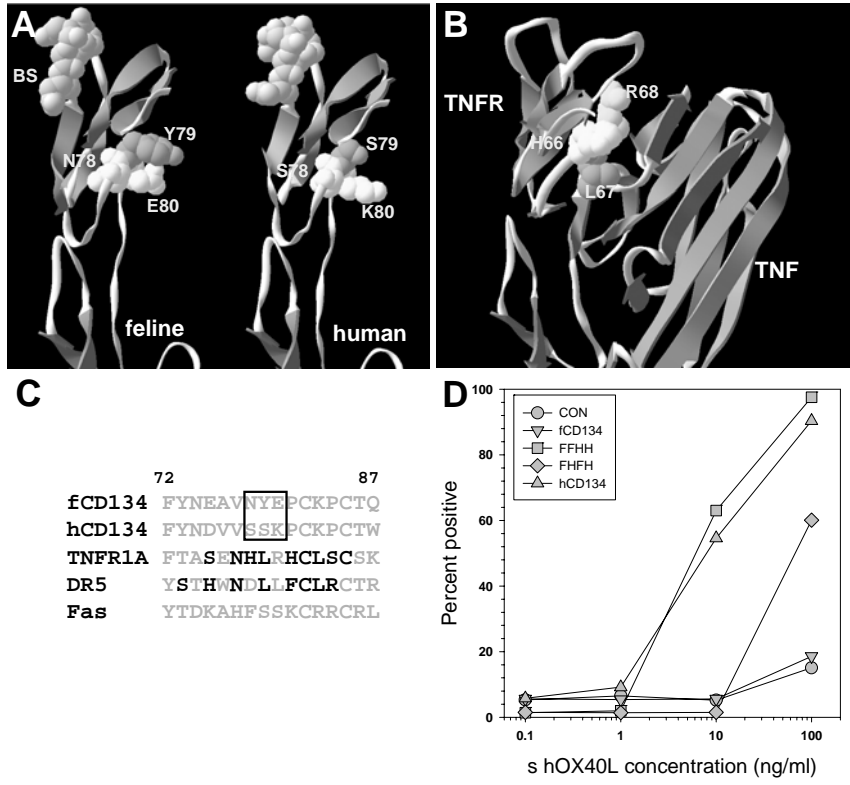 A
BS
Y79
N78
E80
feline
S79
S78
K80
human
B
TNFR
R68
H66
L67
TNF
C
72 87
fCD134 FYNEAVNYEPCKPCTQ
hCD134 FYNDVVSSKPCKPCTW
TNFR1A FTASENHLRHCLSCSK
DR5 YSTHWNDLLFCLRCTR
Fas YTDKAHFSSKCRRCRL
D
100
80
60
40
20
0
CON
fCD134
FFHH
FHFH
hCD134
Percent positive
0.1 1 10 100
s hOX40L concentration (ng/ml)